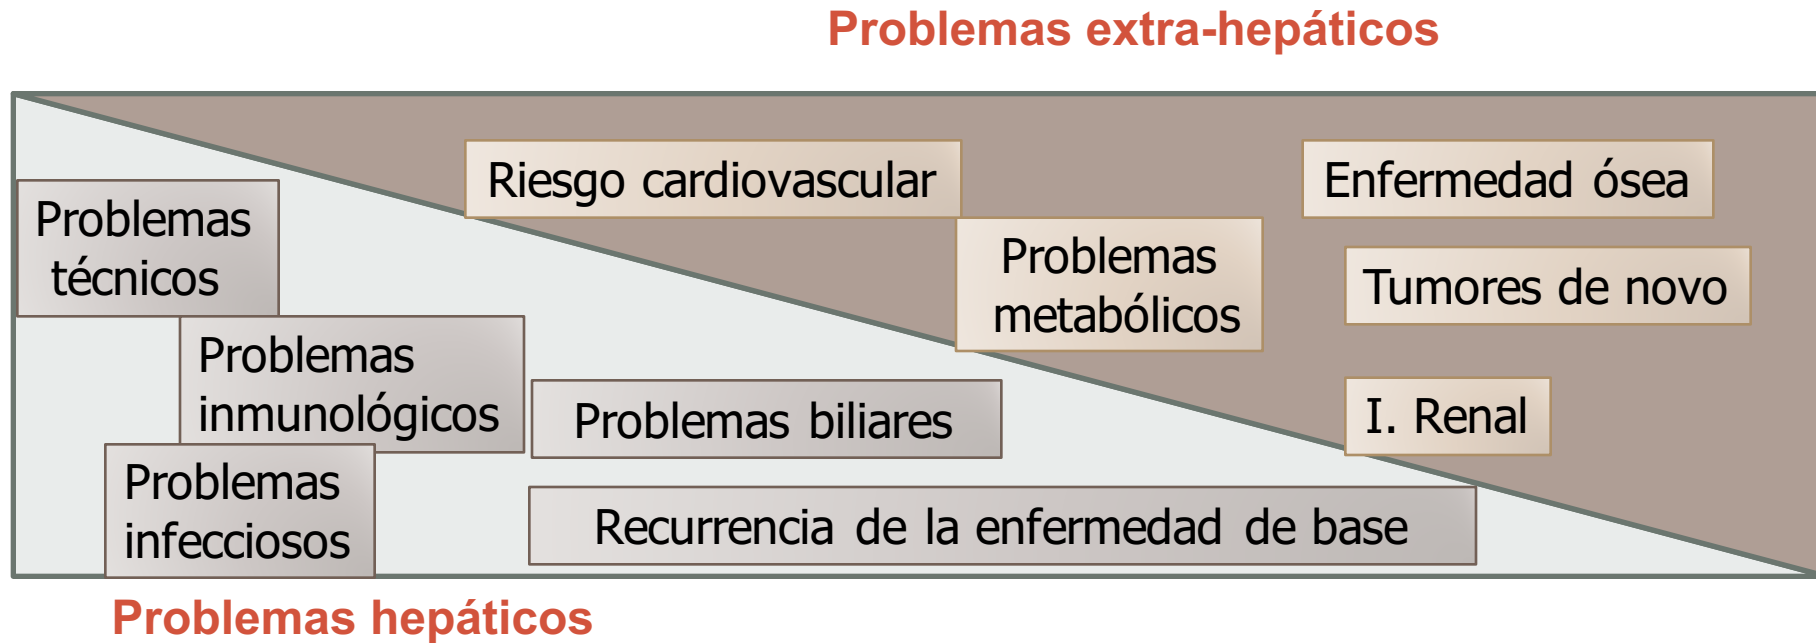 Problemas extra-hepáticos
Riesgo cardiovascular
Enfermedad ósea
Problemas
técnicos
Problemas
metabólicos
Tumores de novo
Problemas
inmunológicos
Problemas biliares
I. Renal
Problemas
infecciosos
Recurrencia de la enfermedad de base
Problemas hepáticos